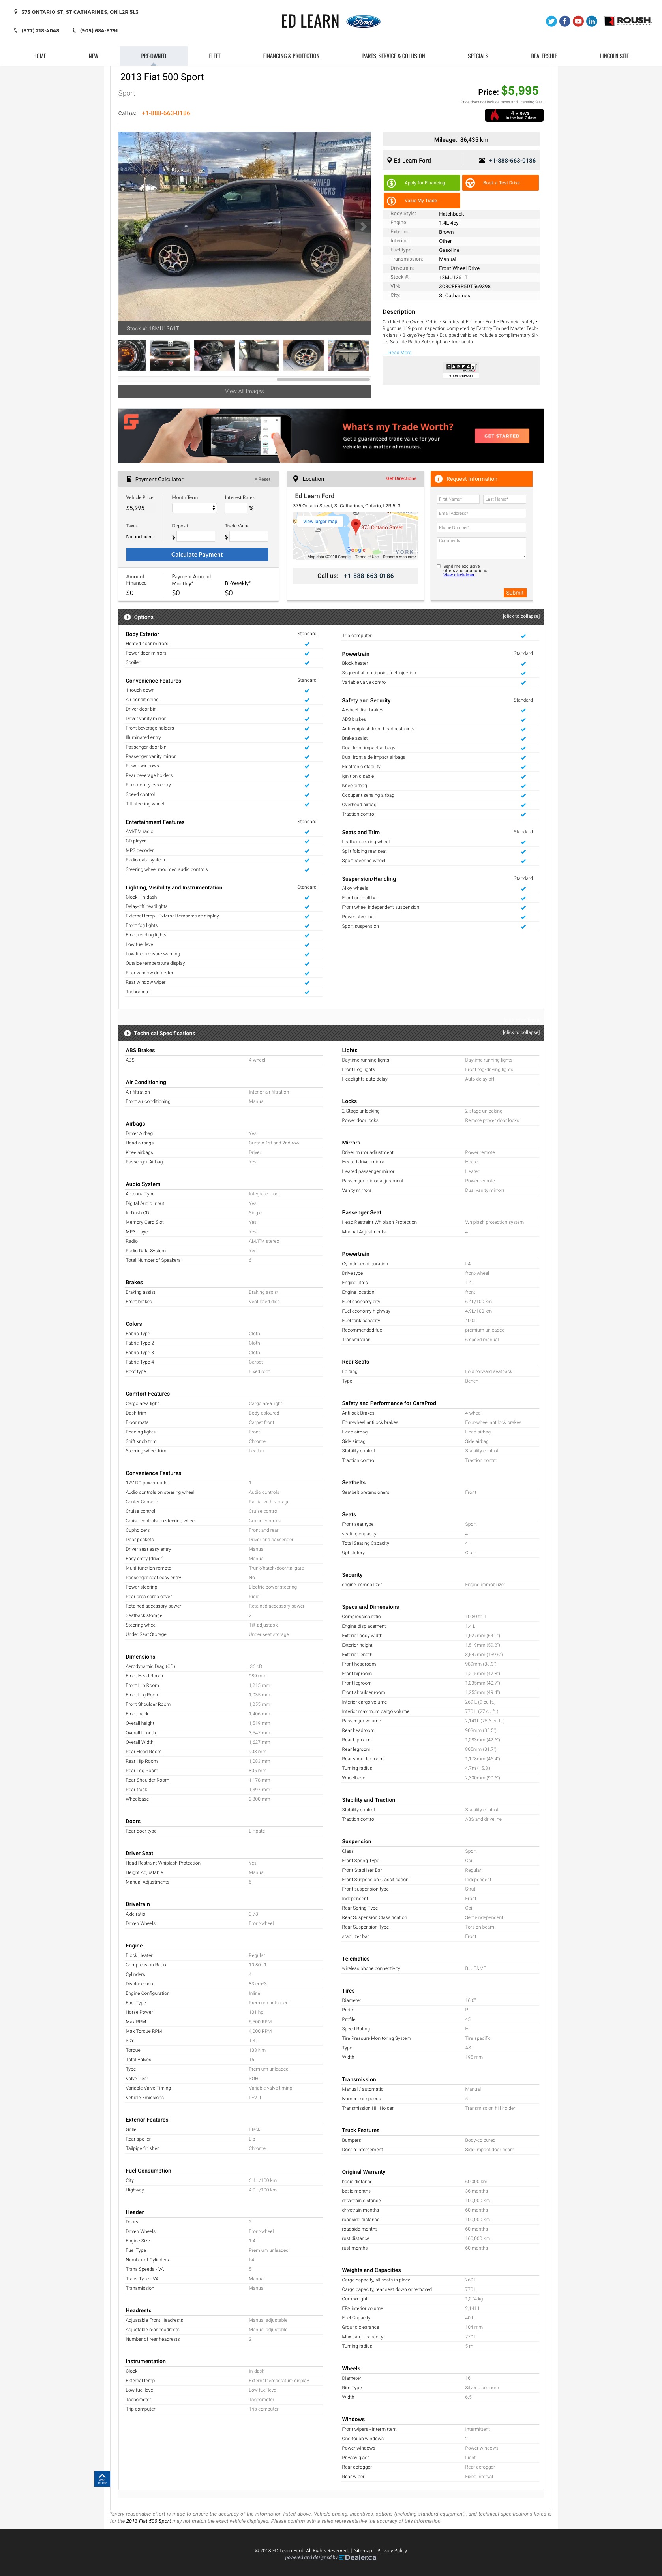 375 ONTARIO ST, ST CATHARINES, ON L2R 5L3
(877) 218-4048 (905) 684-8791
ED LEARN Ford
ROUSH
HOME NEW PRE-OWNED FLEET FINANCING & PROTECTION PARTS, SERVICE & COLLISION SPECIALS DEALERSHIP LINCOLN SITE
2013 Fiat 500 Sport
Sport
Price: $5,995
Price does not include taxes and licensing fees.
Call us: +1-888-663-0186
4 views
in the last 7 days
Mileage: 86,435 km
Ed Learn Ford +1-888-663-0186
Apply for Financing Book a Test Drive
Value My Trade
Body Style: Hatchback
Engine: 1.4L 4cyl
Exterior: Brown
Interior: Other
Fuel type: Gasoline
Transmission: Manual
Drivetrain: Front Wheel Drive
Stock #: 18MU1361T
VIN: 3C3CFFBR5DT569398
City: St Catharines
Stock #: 18MU1361T
View All Images
Description
Certified Pre-Owned Vehicle Benefits at Ed Learn Ford: • Provincial safety •
Rigorous 119 point inspection completed by Factory Trained Master Tech-
nicians! • 2 keys/key fobs • Equipped vehicles include a complimentary Sir-
ius Satellite Radio Subscription • Immacula
... Read More
CARFAX
VIEW REPORT
What's my Trade Worth?
Get a guaranteed trade value for your
vehicle in a matter of minutes.
GET STARTED
Payment Calculator × Reset
Vehicle Price Month Term Interest Rates
$5,995 %
Taxes Deposit Trade Value
Not included $ $
Calculate Payment
Amount Financed Payment Amount
Monthly* Bi-Weekly*
$0 $0 $0
Location Get Directions
Ed Learn Ford
375 Ontario Street, St Catharines, Ontario, L2R 5L3
View larger map
375 Ontario Street
Google YORK
Map data ©2018 Google Terms of Use Report a map error
Call us: +1-888-663-0186
Request Information
First Name* Last Name*
Email Address*
Phone Number*
Comments
Send me exclusive
offers and promotions.
View disclaimer.
Submit
Options [click to collapse]
Body Exterior Standard
Heated door mirrors
Power door mirrors
Spoiler
Convenience Features Standard
1-touch down
Air conditioning
Driver door bin
Driver vanity mirror
Front beverage holders
Illuminated entry
Passenger door bin
Passenger vanity mirror
Power windows
Rear beverage holders
Remote keyless entry
Speed control
Tilt steering wheel
Entertainment Features Standard
AM/FM radio
CD player
MP3 decoder
Radio data system
Steering wheel mounted audio controls
Lighting, Visibility and Instrumentation Standard
Clock - In-dash
Delay-off headlights
External temp - External temperature display
Front fog lights
Front reading lights
Low fuel level
Low tire pressure warning
Outside temperature display
Rear window defroster
Rear window wiper
Tachometer
Trip computer
Powertrain Standard
Block heater
Sequential multi-point fuel injection
Variable valve control
Safety and Security Standard
4 wheel disc brakes
ABS brakes
Anti-whiplash front head restraints
Brake assist
Dual front impact airbags
Dual front side impact airbags
Electronic stability
Ignition disable
Knee airbag
Occupant sensing airbag
Overhead airbag
Traction control
Seats and Trim Standard
Leather steering wheel
Split folding rear seat
Sport steering wheel
Suspension/Handling Standard
Alloy wheels
Front anti-roll bar
Front wheel independent suspension
Power steering
Sport suspension
Technical Specifications [click to collapse]
ABS Brakes
ABS 4-wheel
Air Conditioning
Air filtration Interior air filtration
Front air conditioning Manual
Airbags
Driver Airbag Yes
Head airbags Curtain 1st and 2nd row
Knee airbags Driver
Passenger Airbag Yes
Audio System
Antenna Type Integrated roof
Digital Audio Input Yes
In-Dash CD Single
Memory Card Slot Yes
MP3 player Yes
Radio AM/FM stereo
Radio Data System Yes
Total Number of Speakers 6
Brakes
Braking assist Braking assist
Front brakes Ventilated disc
Colors
Fabric Type Cloth
Fabric Type 2 Cloth
Fabric Type 3 Cloth
Fabric Type 4 Carpet
Roof type Fixed roof
Comfort Features
Cargo area light Cargo area light
Dash trim Body-coloured
Floor mats Carpet front
Reading lights Front
Shift knob trim Chrome
Steering wheel trim Leather
Convenience Features
12V DC power outlet 1
Audio controls on steering wheel Audio controls
Center Console Partial with storage
Cruise control Cruise control
Cruise controls on steering wheel Cruise controls
Cupholders Front and rear
Door pockets Driver and passenger
Driver seat easy entry Manual
Easy entry (driver) Manual
Multi-function remote Trunk/hatch/door/tailgate
Passenger seat easy entry No
Power steering Electric power steering
Rear area cargo cover Rigid
Retained accessory power Retained accessory power
Seatback storage 2
Steering wheel Tilt-adjustable
Under Seat Storage Under seat storage
Dimensions
Aerodynamic Drag (CD) .36 cD
Front Head Room 989 mm
Front Hip Room 1,215 mm
Front Leg Room 1,035 mm
Front Shoulder Room 1,255 mm
Front track 1,406 mm
Overall height 1,519 mm
Overall Length 3,547 mm
Overall Width 1,627 mm
Rear Head Room 903 mm
Rear Hip Room 1,083 mm
Rear Leg Room 805 mm
Rear Shoulder Room 1,178 mm
Rear track 1,397 mm
Wheelbase 2,300 mm
Doors
Rear door type Liftgate
Driver Seat
Head Restraint Whiplash Protection Yes
Height Adjustable Manual
Manual Adjustments 6
Drivetrain
Axle ratio 3.73
Driven Wheels Front-wheel
Engine
Block Heater Regular
Compression Ratio 10.80 : 1
Cylinders 4
Displacement 83 cm^3
Engine Configuration Inline
Fuel Type Premium unleaded
Horse Power 101 hp
Max RPM 6,500 RPM
Max Torque RPM 4,000 RPM
Size 1.4 L
Torque 133 Nm
Total Valves 16
Type Premium unleaded
Valve Gear SOHC
Variable Valve Timing Variable valve timing
Vehicle Emissions LEV II
Exterior Features
Grille Black
Rear spoiler Lip
Tailpipe finisher Chrome
Fuel Consumption
City 6.4 L/100 km
Highway 4.9 L/100 km
Header
Doors 2
Driven Wheels Front-wheel
Engine Size 1.4 L
Fuel Type Premium unleaded
Number of Cylinders I-4
Trans Speeds - VA 5
Trans Type - VA Manual
Transmission Manual
Headrests
Adjustable Front Headrests Manual adjustable
Adjustable rear headrests Manual adjustable
Number of rear headrests 2
Instrumentation
Clock In-dash
External temp External temperature display
Low fuel level Low fuel level
Tachometer Tachometer
Trip computer Trip computer
Lights
Daytime running lights Daytime running lights
Front Fog lights Front fog/driving lights
Headlights auto delay Auto delay off
Locks
2-Stage unlocking 2-stage unlocking
Power door locks Remote power door locks
Mirrors
Driver mirror adjustment Power remote
Heated driver mirror Heated
Heated passenger mirror Heated
Passenger mirror adjustment Power remote
Vanity mirrors Dual vanity mirrors
Passenger Seat
Head Restraint Whiplash Protection Whiplash protection system
Manual Adjustments 4
Powertrain
Cylinder configuration I-4
Drive type front-wheel
Engine litres 1.4
Engine location front
Fuel economy city 6.4L/100 km
Fuel economy highway 4.9L/100 km
Fuel tank capacity 40.0L
Recommended fuel premium unleaded
Transmission 6 speed manual
Rear Seats
Folding Fold forward seatback
Type Bench
Safety and Performance for CarsProd
Antilock Brakes 4-wheel
Four-wheel antilock brakes Four-wheel antilock brakes
Head airbag Head airbag
Side airbag Side airbag
Stability control Stability control
Traction control Traction control
Seatbelts
Seatbelt pretensioners Front
Seats
Front seat type Sport
seating capacity 4
Total Seating Capacity 4
Upholstery Cloth
Security
engine immobilizer Engine Immobilizer
Specs and Dimensions
Compression ratio 10.80 to 1
Engine displacement 1.4 L
Exterior body width 1,627mm (64.1")
Exterior height 1,519mm (59.8")
Exterior length 3,547mm (139.6")
Front headroom 989mm (38.9")
Front hiproom 1,215mm (47.8")
Front legroom 1,035mm (40.7")
Front shoulder room 1,255mm (49.4")
Interior cargo volume 269 L (9 cu.ft.)
Interior maximum cargo volume 770 L (27 cu.ft.)
Passenger volume 2,141L (75.6 cu.ft.)
Rear headroom 903mm (35.5")
Rear hiproom 1,083mm (42.6")
Rear legroom 805mm (31.7")
Rear shoulder room 1,178mm (46.4")
Turning radius 4.7m (15.3')
Wheelbase 2,300mm (90.6")
Stability and Traction
Stability control Stability control
Traction control ABS and driveline
Suspension
Class Sport
Front Spring Type Coil
Front Stabilizer Bar Regular
Front Suspension Classification Independent
Front suspension type Strut
Independent Front
Rear Spring Type Coil
Rear Suspension Classification Semi-independent
Rear Suspension Type Torsion beam
stabilizer bar Front
Telematics
wireless phone connectivity BLUE&ME
Tires
Diameter 16.0"
Prefix P
Profile 45
Speed Rating H
Tire Pressure Monitoring System Tire specific
Type AS
Width 195 mm
Transmission
Manual / automatic Manual
Number of speeds 5
Transmission Hill Holder Transmission hill holder
Truck Features
Bumpers Body-coloured
Door reinforcement Side-impact door beam
Original Warranty
basic distance 60,000 km
basic months 36 months
drivetrain distance 100,000 km
drivetrain months 60 months
roadside distance 100,000 km
roadside months 60 months
rust distance 160,000 km
rust months 60 months
Weights and Capacities
Cargo capacity, all seats in place 269 L
Cargo capacity, rear seat down or removed 770 L
Curb weight 1,074 kg
EPA interior volume 2,141 L
Fuel Capacity 40 L
Ground clearance 104 mm
Max cargo capacity 770 L
Turning radius 5 m
Wheels
Diameter 16
Rim Type Silver aluminum
Width 6.5
Windows
Front wipers - intermittent Intermittent
One-touch windows 2
Power windows Power windows
Privacy glass Light
Rear defogger Rear defogger
Rear wiper Fixed interval
*Every reasonable effort is made to ensure the accuracy of the information listed above. Vehicle pricing, incentives, options (including standard equipment), and technical specifications listed is
for the 2013 Fiat 500 Sport may not match the exact vehicle displayed. Please confirm with a sales representative the accuracy of this information.
© 2018 ED Learn Ford. All Rights Reserved. | Sitemap | Privacy Policy
powered and designed by EDealer.ca